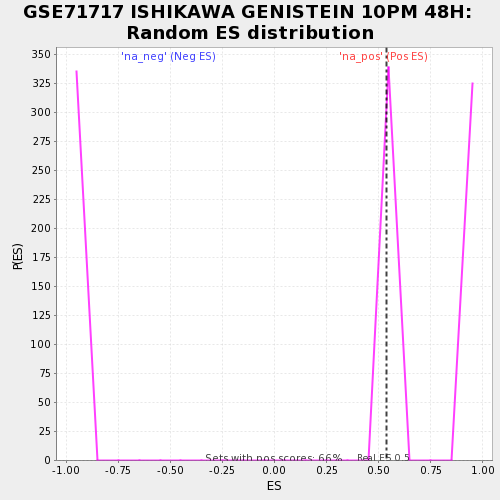 GSE71717 ISHIKAWA GENISTEIN 10PM 48H:
Random ES distribution
'na_neg' (Neg ES)
'na_pos' (Pos ES)
350
325
300
275
250
225
200
175
150
125
100
75
50
25
0
P(ES)
Sets with pos scores: 66%
Real ES 0.5
-1.00 -0.75 -0.50 -0.25 0.00 0.25 0.50 0.75 1.00
ES